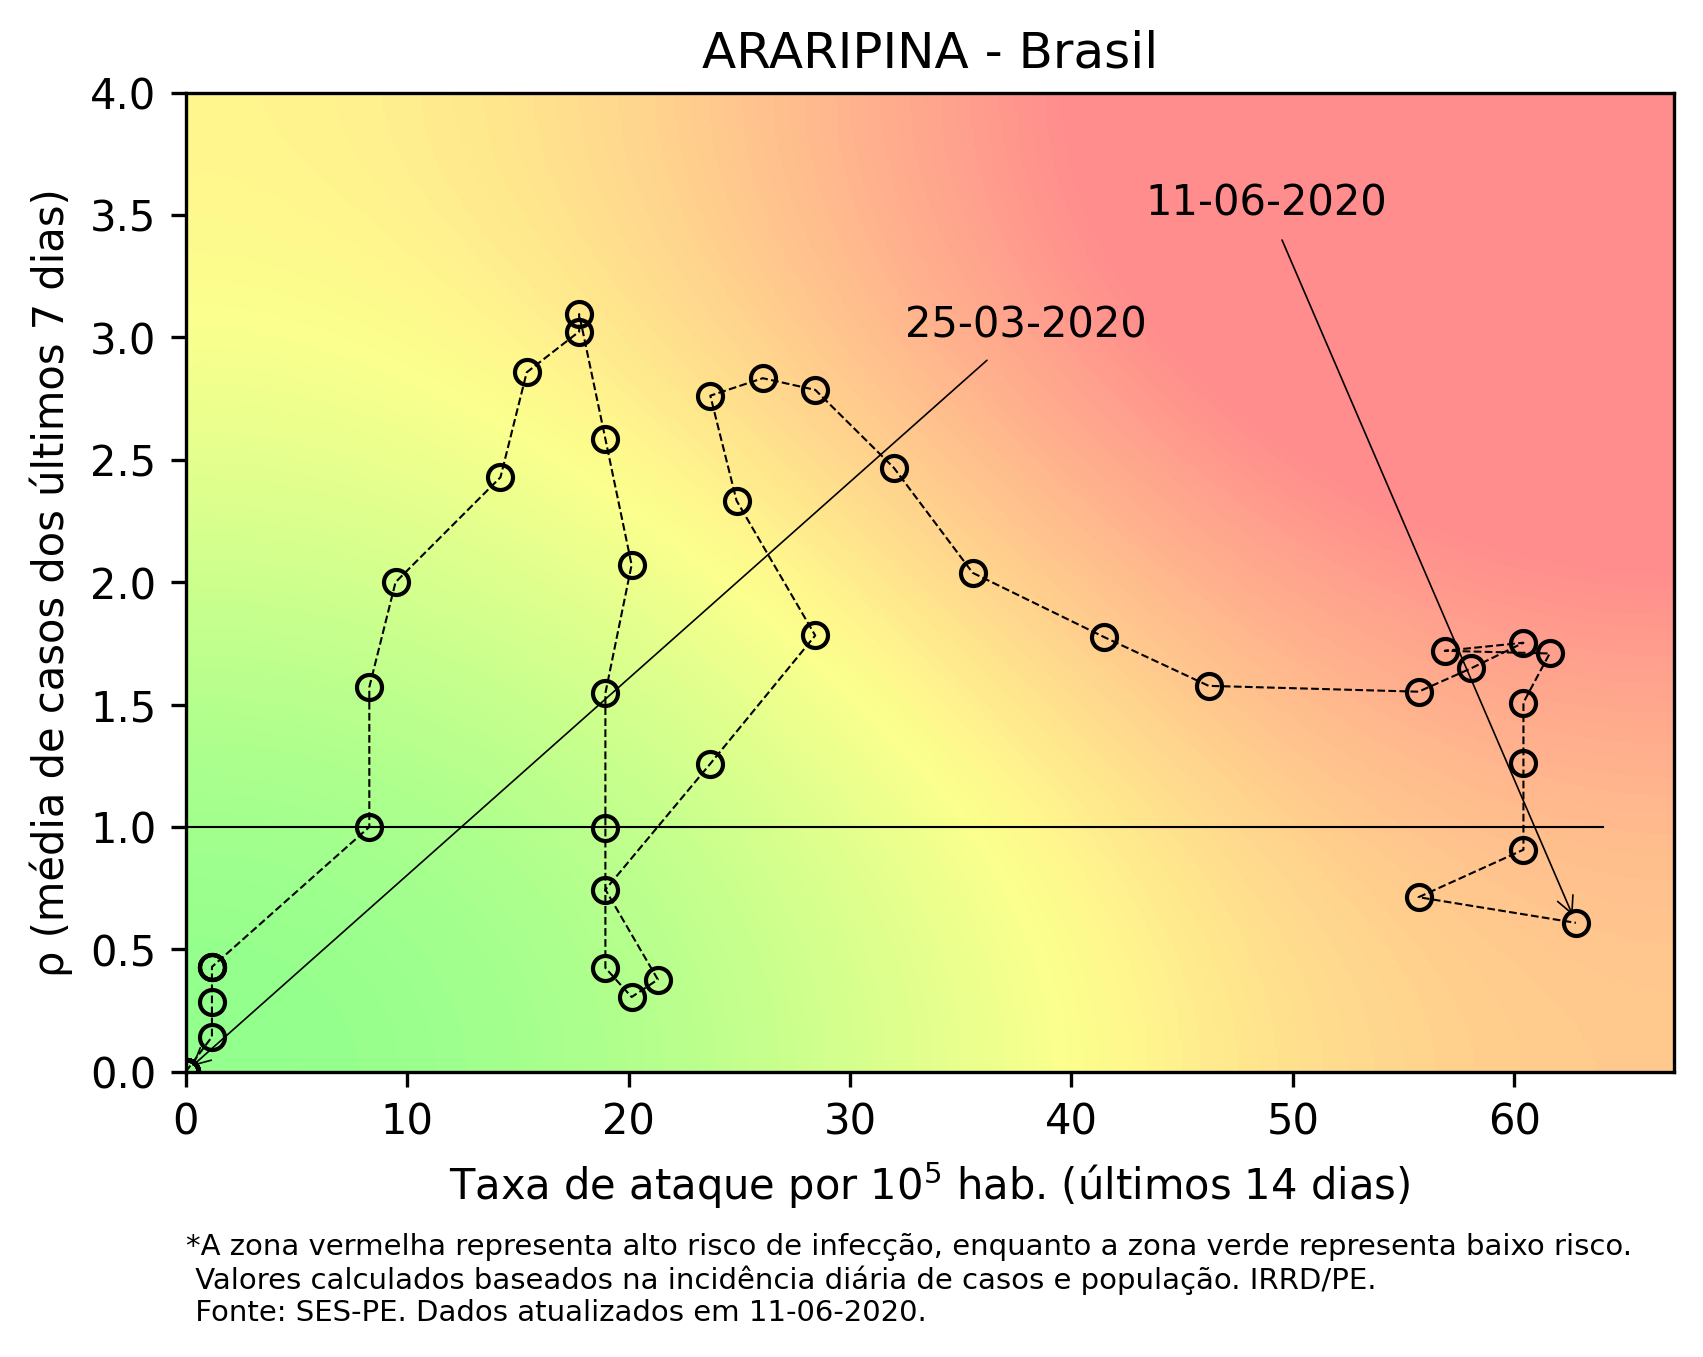 ARARIPINA - Brasil
4.0
3.5
3.0
2.5
2.0
1.5
1.0
0.5
0.0
ρ (média de casos dos últimos 7 dias)
11-06-2020
25-03-2020
0 10 20 30 40 50 60
Taxa de ataque por 10⁵ hab. (últimos 14 dias)
*A zona vermelha representa alto risco de infecção, enquanto a zona verde representa baixo risco.
Valores calculados baseados na incidência diária de casos e população. IRRD/PE.
Fonte: SES-PE. Dados atualizados em 11-06-2020.